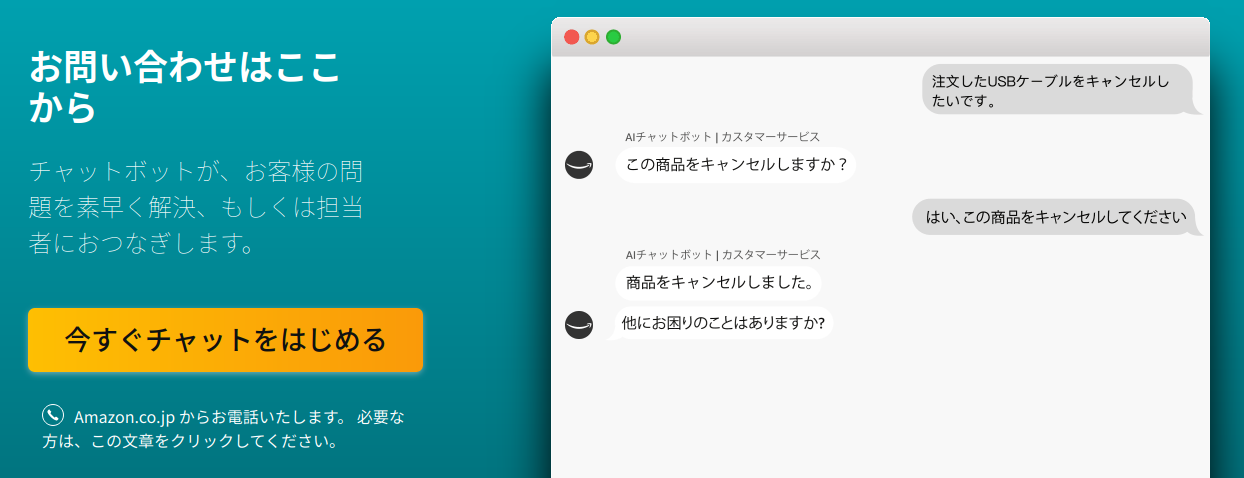 お問い合わせはここ
から
チャットボットが、お客様の問
題を素早く解決、もしくは担当
者におつなぎします。
今すぐチャットをはじめる
Amazon.co.jp からお電話いたします。 必要な
方は、この文章をクリックしてください。
注文したUSBケーブルをキャンセルし
たいです。
AIチャットボット | カスタマーサービス
この商品をキャンセルしますか？
はい、この商品をキャンセルしてください
AIチャットボット | カスタマーサービス
商品をキャンセルしました。
他にお困りのことはありますか?